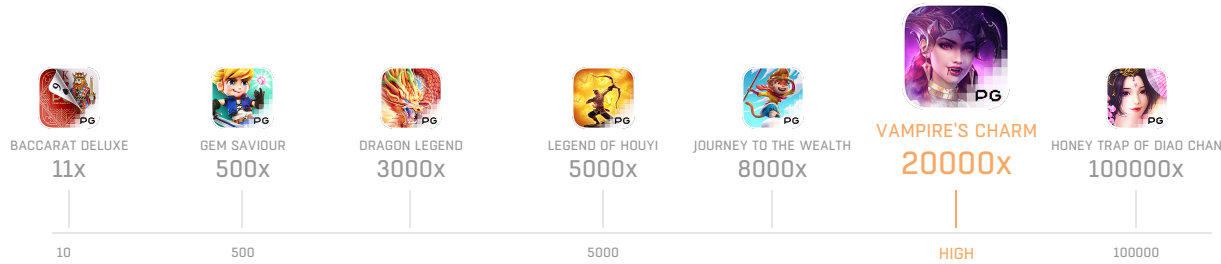 PG
PG
PG
PG
PG
PG
PG
BACCARAT DELUXE
11x
GEM SAVIOUR
500x
DRAGON LEGEND
3000x
LEGEND OF HOUYI
5000x
JOURNEY TO THE WEALTH
8000x
VAMPIRE'S CHARM
20000x
HONEY TRAP OF DIAO CHAN
100000x
10
500
5000
HIGH
100000